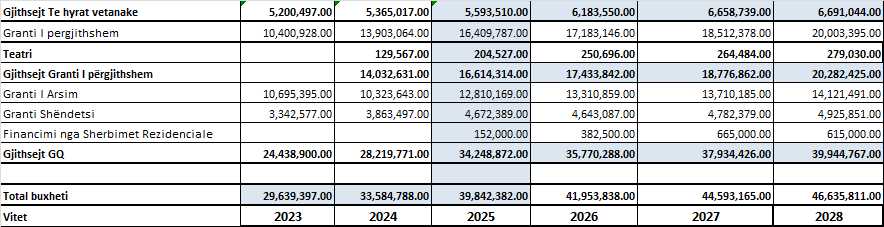 Gjithsejt Te hyrat vetanake 5,200,497.00 5,365,017.00 5,593,510.00 6,183,550.00 6,658,739.00 6,691,044.00
Granti I pergjithshem 10,400,928.00 13,903,064.00 16,409,787.00 17,183,146.00 18,512,378.00 20,003,395.00
Teatri 129,567.00 204,527.00 250,696.00 264,484.00 279,030.00
Gjithsejt Granti I përgjithshem 14,032,631.00 16,614,314.00 17,433,842.00 18,776,862.00 20,282,425.00
Granti I Arsim 10,695,395.00 10,323,643.00 12,810,169.00 13,310,859.00 13,710,185.00 14,121,491.00
Granti Shëndetsi 3,342,577.00 3,863,497.00 4,672,389.00 4,643,087.00 4,782,379.00 4,925,851.00
Financimi nga Sherbimet Rezidenciale 152,000.00 382,500.00 665,000.00 615,000.00
Gjithsejt GQ 24,438,900.00 28,219,771.00 34,248,872.00 35,770,288.00 37,934,426.00 39,944,767.00
Total buxheti 29,639,397.00 33,584,788.00 39,842,382.00 41,953,838.00 44,593,165.00 46,635,811.00
Vitet 2023 2024 2025 2026 2027 2028